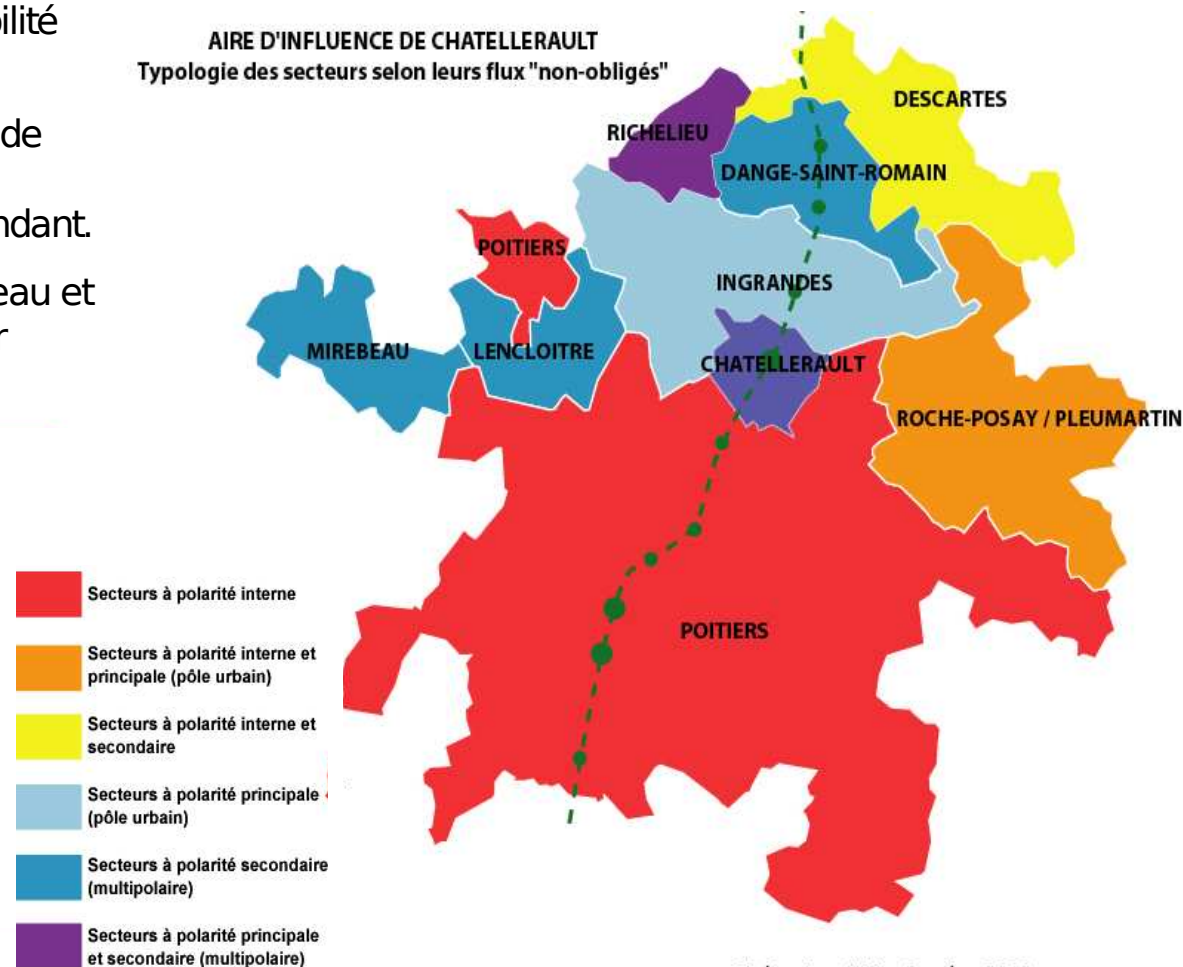 bilité
de
ndant.
eau et
r
AIRE D'INFLUENCE DE CHATELLERAULT
Typologie des secteurs selon leurs flux "non-obligés"
DESCARTES
RICHELIEU
DANGE-SAINT-ROMAIN
POITIERS
INGRANDES
MIREBEAU
LENCLOITRE
CHATELLERAULT
ROCHE-POSAY / PLEUMARTIN
POITIERS
Secteurs à polarité interne
Secteurs à polarité interne et
principale (pôle urbain)
Secteurs à polarité interne et
secondaire
Secteurs à polarité principale
(pôle urbain)
Secteurs à polarité secondaire
(multipolaire)
Secteurs à polarité principale
et secondaire (multipolaire)